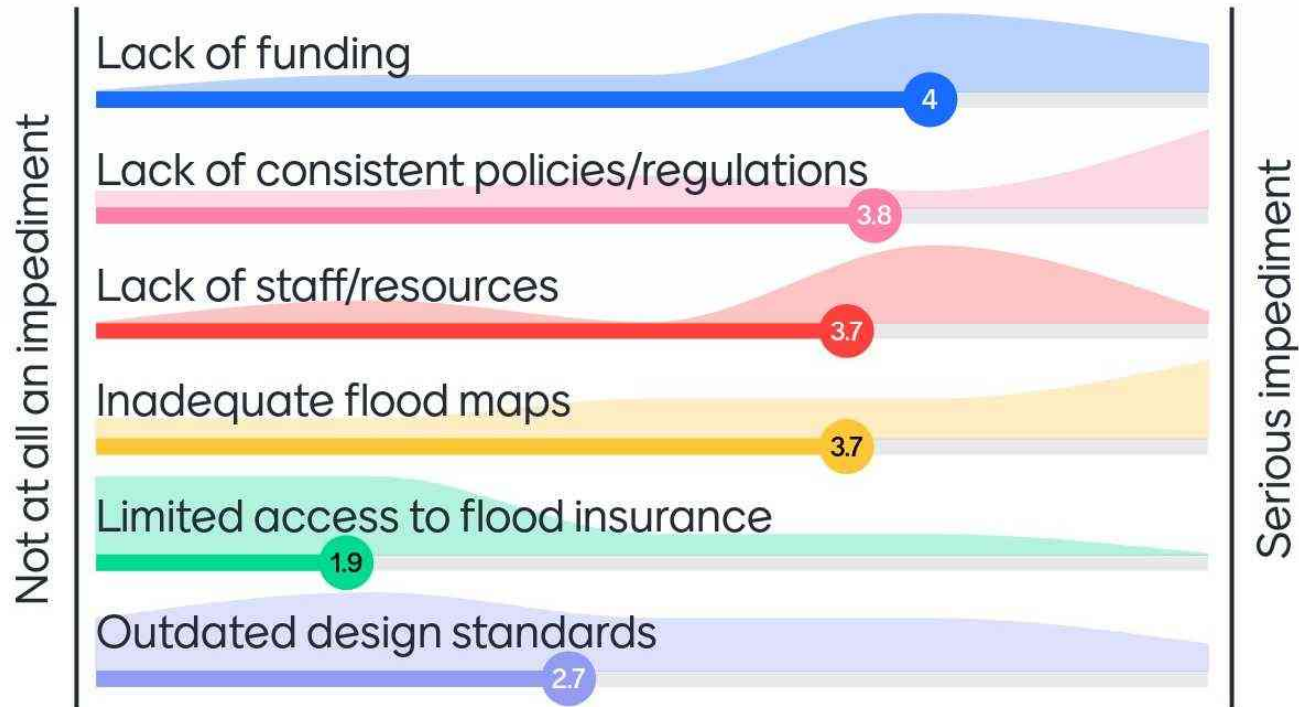 Not at all an impediment
Lack of funding
4
Lack of consistent policies/regulations
3.8
Lack of staff/resources
3.7
Inadequate flood maps
3.7
Limited access to flood insurance
1.9
Outdated design standards
2.7
Serious impediment